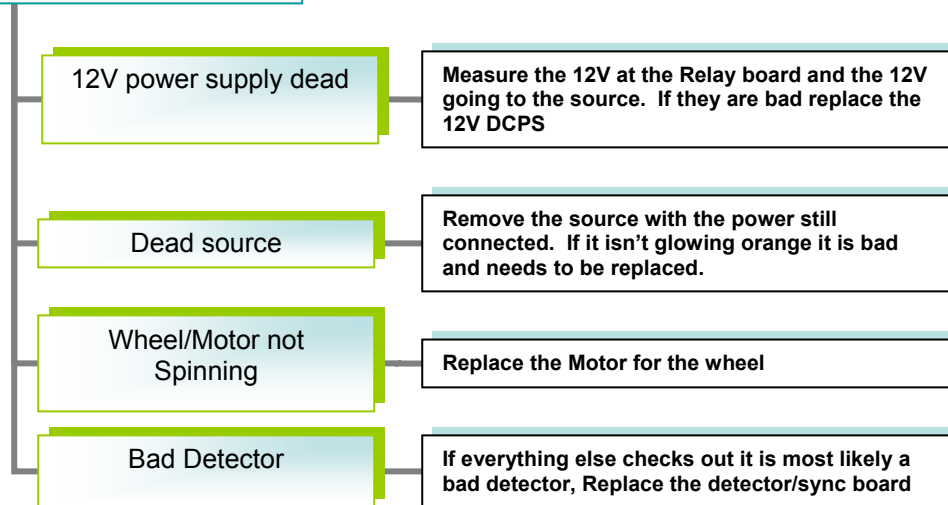 12V power supply dead
Measure the 12V at the Relay board and the 12V
going to the source.  If they are bad replace the
12V DCPS
Dead source
Remove the source with the power still
connected.  If it isn’t glowing orange it is bad
and needs to be replaced.
Wheel/Motor not
Spinning
Replace the Motor for the wheel
Bad Detector
If everything else checks out it is most likely a
bad detector, Replace the detector/sync board